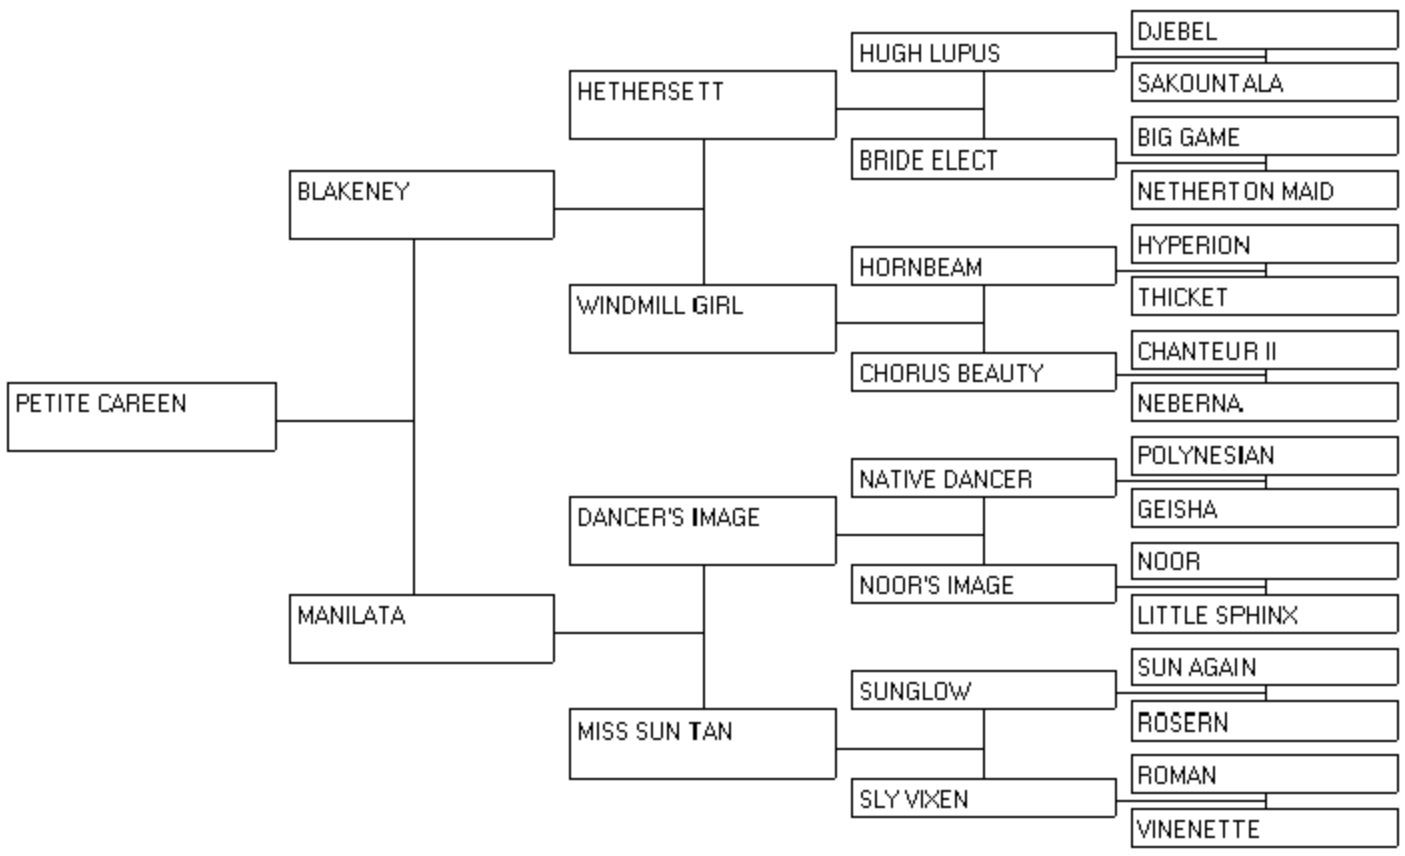 DJEBEL
HUGH LUPUS
SAKOUNTALA
HETHERSETT
BIG GAME
BRIDE ELECT
NETHERTON MAID
BLAKENEY
HYPERION
HORNBEAM
THICKET
WINDMILL GIRL
CHANTEUR II
CHORUS BEAUTY
NEBERNA
PETITE CAREEN
POLYNESIAN
NATIVE DANCER
GEISHA
DANCER'S IMAGE
NOOR
NOOR'S IMAGE
LITTLE SPHINX
MANILATA
SUN AGAIN
SUNGLOW
ROSERN
MISS SUN TAN
ROMAN
SLY VIXEN
VINENETTE